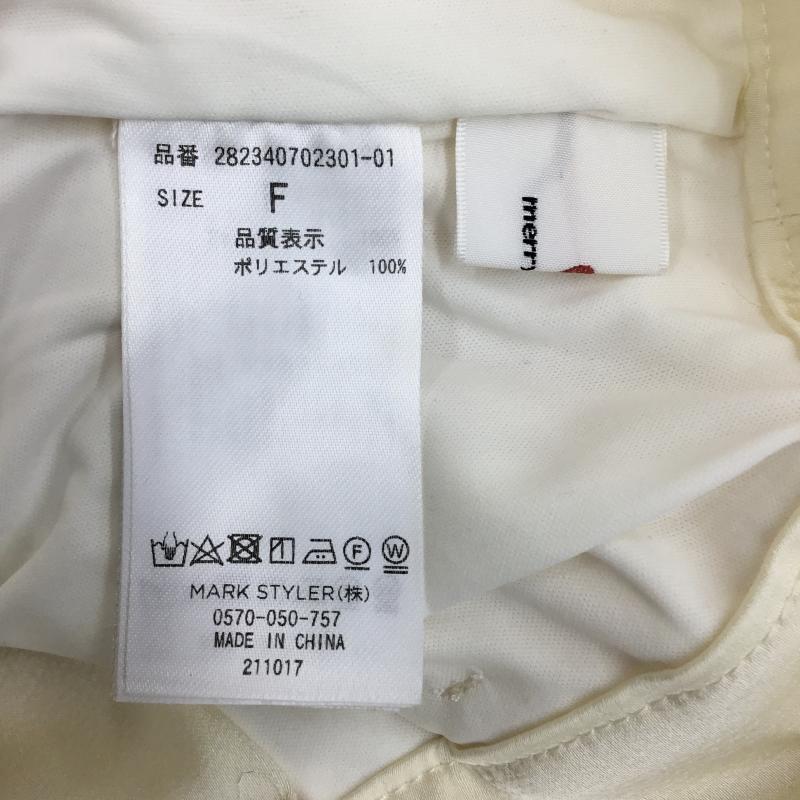 品番 282340702301-01
SIZE F
品質表示
ポリエステル 100%
F W
MARK STYLER(株)
0570-050-757
MADE IN CHINA
211017
merry